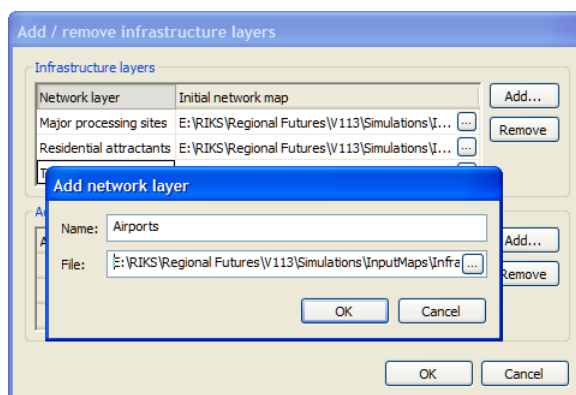 Add / remove infrastructure layers
Infrastructure layers
Network layer Initial network map
Add...
Major processing sites E:\RIKS\Regional Futures\V113\Simulations\I... ...
Remove
Residential attractants E:\RIKS\Regional Futures\V113\Simulations\I... ...
Add network layer
Name: Airports
Add...
File: E:\RIKS\Regional Futures\V113\Simulations\InputMaps\Infra ...
Remove
OK Cancel
OK Cancel